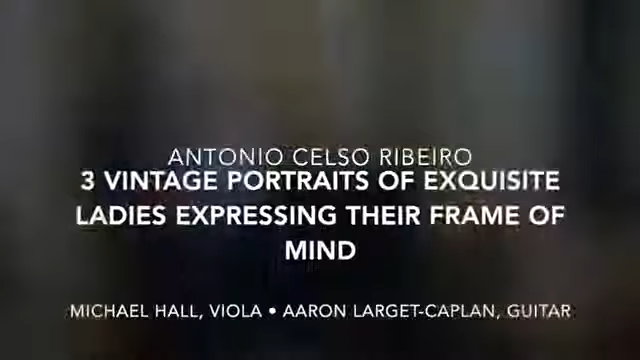 ANTONIO CELSO RIBEIRO
3 VINTAGE PORTRAITS OF EXQUISITE
LADIES EXPRESSING THEIR FRAME OF
MIND
MICHAEL HALL, VIOLA • AARON LARGET-CAPLAN, GUITAR